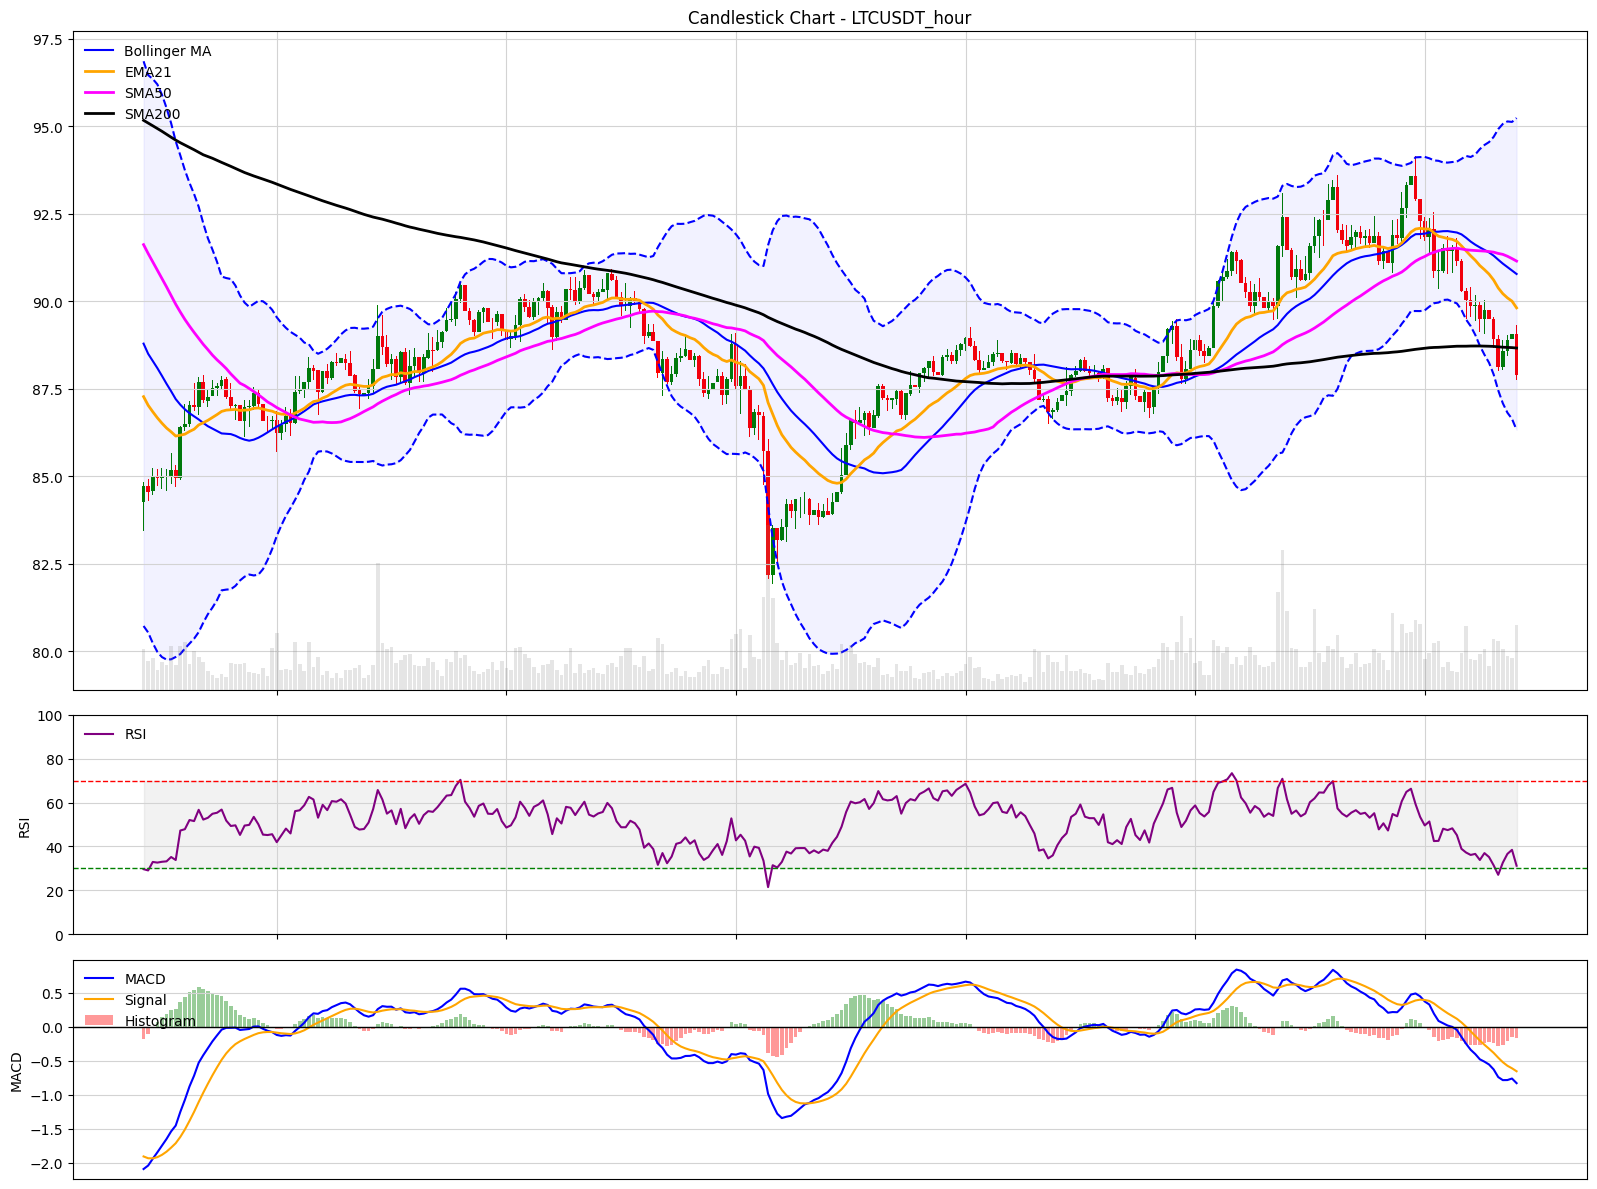 Candlestick Chart - LTCUSDT_hour
97.5
95.0
92.5
90.0
87.5
85.0
82.5
80.0
Bollinger MA
EMA21
SMA50
SMA200
100
80
60
40
20
0
RSI
RSI
0.5
0.0
−0.5
−1.0
−1.5
−2.0
MACD
MACD
Signal
Histogram